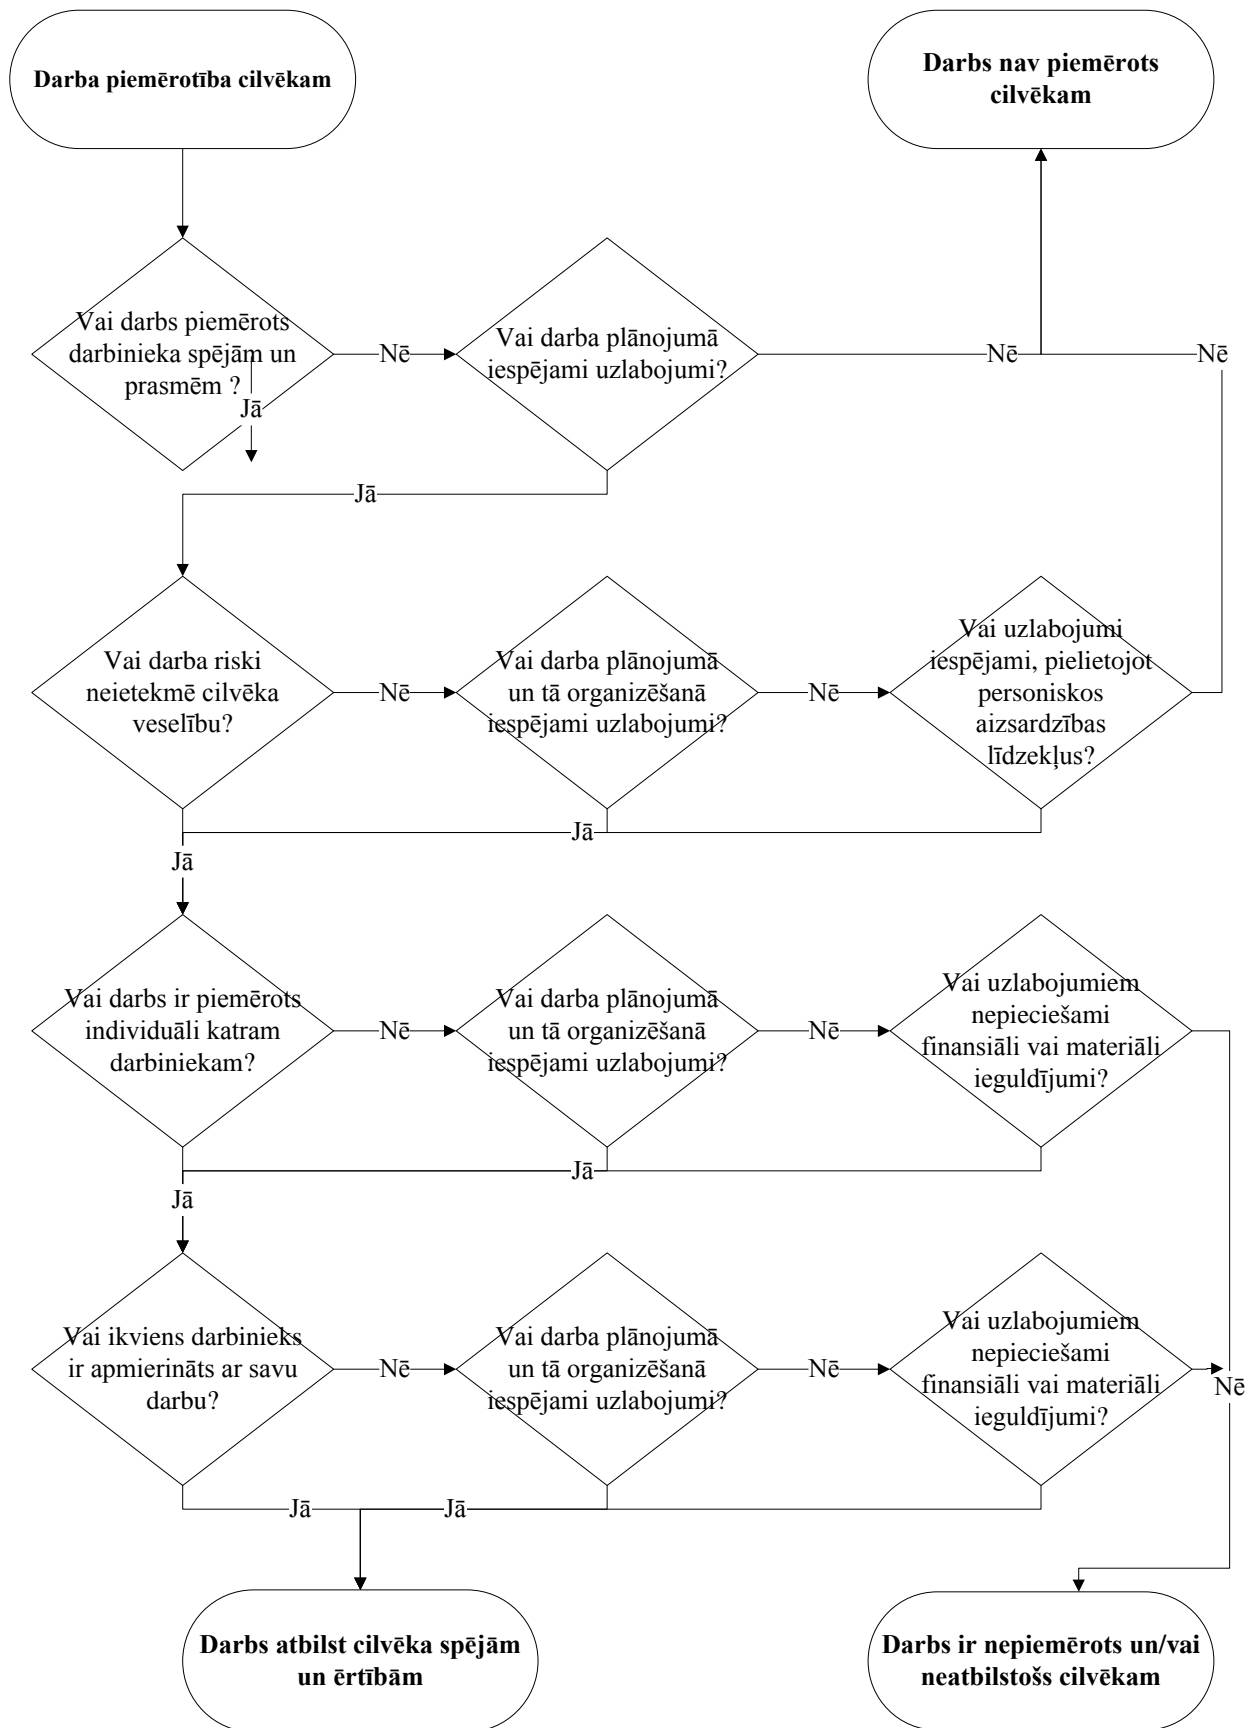 Darba piemērotība cilvēkam
Darbs nav piemērots
cilvēkam
Vai darbs piemērots
darbinieka spējām un
prasmēm ?
Nē
Vai darba plānojumā
iespējami uzlabojumi?
Nē
Nē
Jā
Jā
Vai darba riski
neietekmē cilvēka
veselību?
Nē
Vai darba plānojumā
un tā organizēšanā
iespējami uzlabojumi?
Nē
Vai uzlabojumi
iespējami, pielietojot
personiskos
aizsardzības
līdzekļus?
Jā
Jā
Vai darbs ir piemērots
individuāli katram
darbiniekam?
Nē
Vai darba plānojumā
un tā organizēšanā
iespējami uzlabojumi?
Nē
Vai uzlabojumiem
nepieciešami
finansiāli vai materiāli
ieguldījumi?
Jā
Jā
Vai ikviens darbinieks
ir apmierināts ar savu
darbu?
Nē
Vai darba plānojumā
un tā organizēšanā
iespējami uzlabojumi?
Nē
Vai uzlabojumiem
nepieciešami
finansiāli vai materiāli
ieguldījumi?
Nē
Jā
Jā
Darbs atbilst cilvēka spējām
un ērtībām
Darbs ir nepiemērots un/vai
neatbilstošs cilvēkam